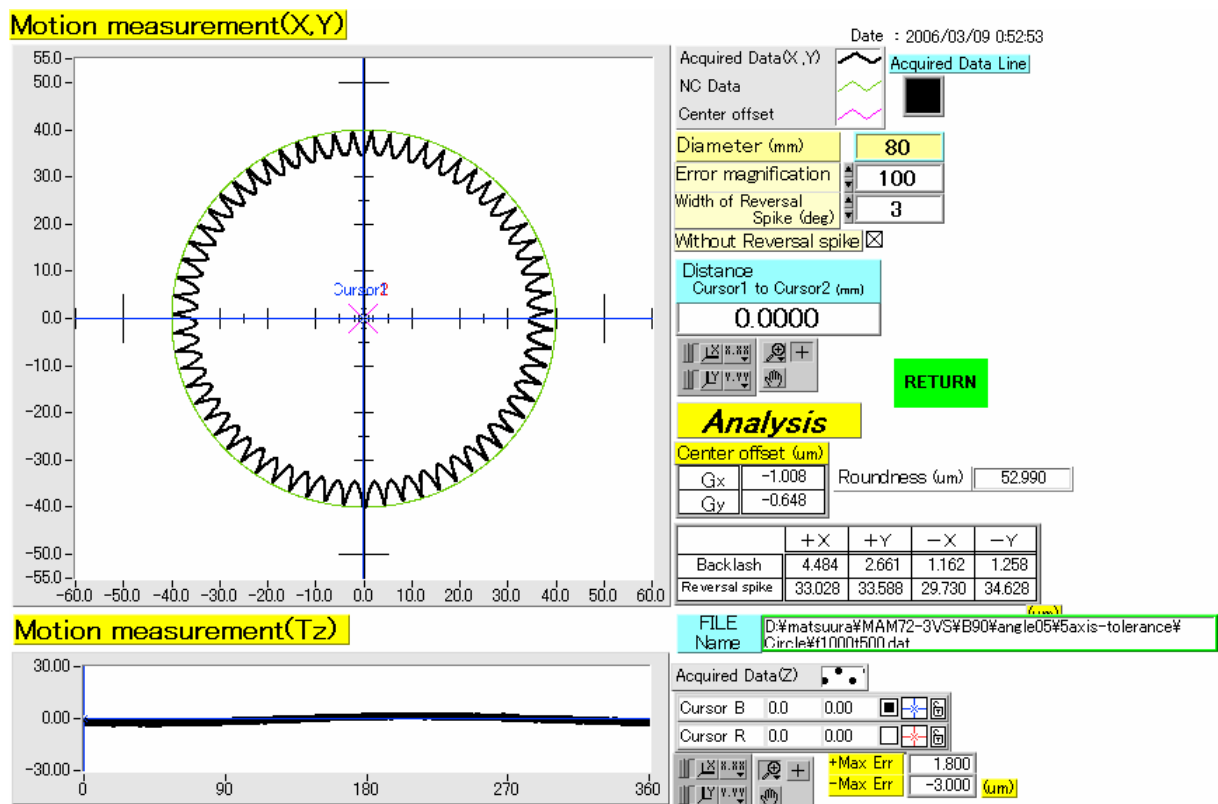 Motion measurement(X,Y)
Date : 2006/03/09 0:52:53
55.0
50.0
40.0
30.0
20.0
10.0
0.0
-10.0
-20.0
-30.0
-40.0
-50.0
-55.0
-60.0 -50.0 -40.0 -30.0 -20.0 -10.0 0.0 10.0 20.0 30.0 40.0 50.0 60.0
Acquired Data(X,Y)
NC Data
Center offset
Acquired Data Line
Diameter (mm) 80
Error magnification 100
Width of Reversal
Spike (deg) 3
Without Reversal spike
Distance
Cursor1 to Cursor2 (mm)
0.0000
X X.XX
Y Y.YY
RETURN
Analysis
Center offset (um)
Gx -1.008
Gy -0.648
Roundness (um) 52.990
+X +Y -X -Y
Backlash 4.484 2.661 1.162 1.258
Reversal spike 33.028 33.588 29.730 34.628
(um)
Motion measurement(Tz)
FILE
Name
D:¥matsuura¥MAM72-3VS¥B90¥angle05¥5axis-tolerance¥
Circle¥f1000t500.dat
30.00
0.00
-30.00
0 90 180 270 360
Acquired Data(Z)
Cursor B 0.0 0.00
Cursor R 0.0 0.00
X X.XX
Y Y.YY
+Max Err 1.800
-Max Err -3.000 (um)